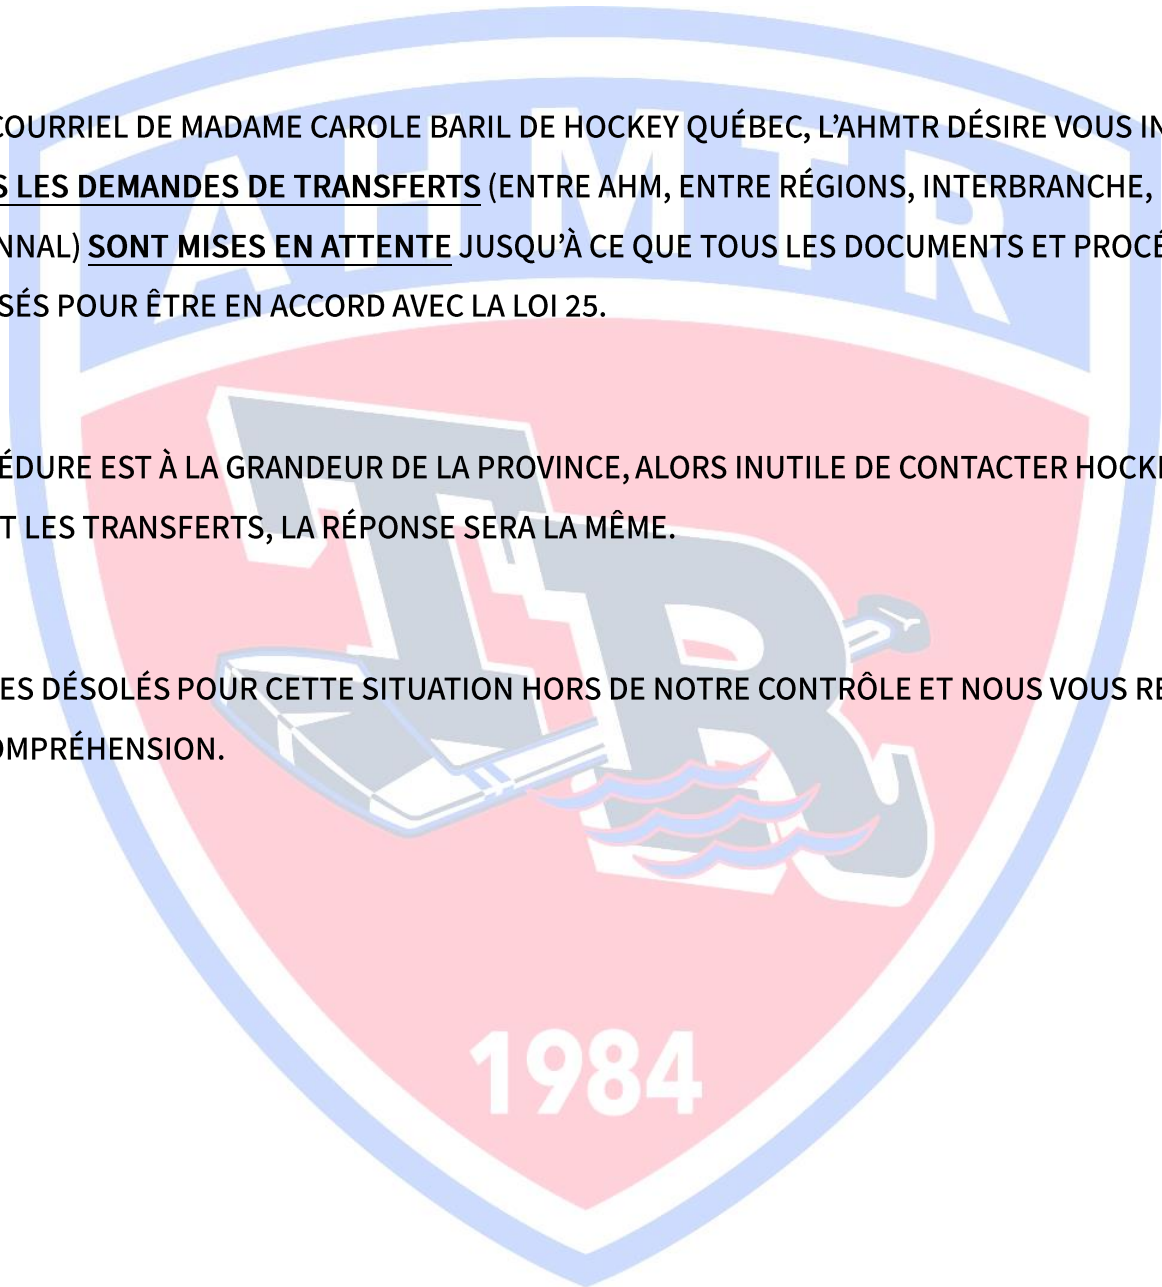 AHMTR
COURRIEL DE MADAME CAROLE BARIL DE HOCKEY QUÉBEC, L’AHMTR DÉSIRE VOUS IN
S LES DEMANDES DE TRANSFERTS (ENTRE AHM, ENTRE RÉGIONS, INTERBRANCHE,
NNAL) SONT MISES EN ATTENTE JUSQU’À CE QUE TOUS LES DOCUMENTS ET PROCÉ
SÉS POUR ÊTRE EN ACCORD AVEC LA LOI 25.
ÉDURE EST À LA GRANDEUR DE LA PROVINCE, ALORS INUTILE DE CONTACTER HOCK
T LES TRANSFERTS, LA RÉPONSE SERA LA MÊME.
ES DÉSOLÉS POUR CETTE SITUATION HORS DE NOTRE CONTRÔLE ET NOUS VOUS RE
OMPRÉHENSION.
TR
1984